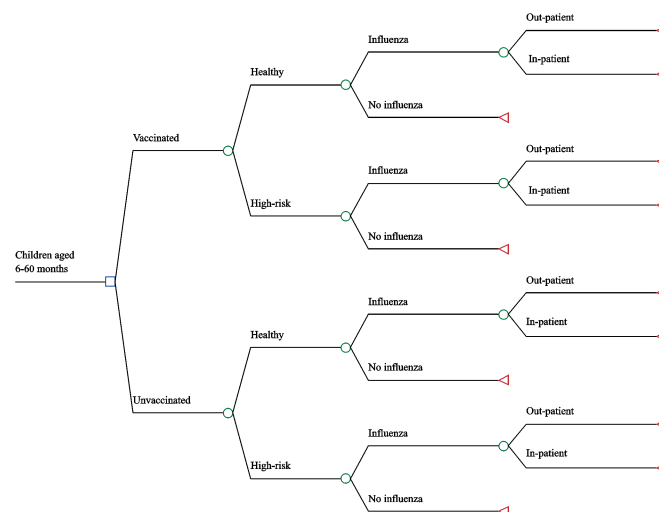 Out-patient
Influenza
In-patient
Healthy
No influenza
Vaccinated
Out-patient
Influenza
In-patient
High-risk
No influenza
Children aged
6-60 months
Out-patient
Influenza
In-patient
Healthy
No influenza
Unvaccinated
Out-patient
Influenza
In-patient
High-risk
No influenza